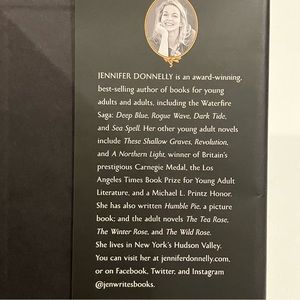 JENNIFER DONNELLY is an award-winning,
best-selling author of books for young
adults and adults, including the Waterfire
Saga: Deep Blue, Rogue Wave, Dark Tide,
and Sea Spell. Her other young adult novels
include These Shallow Graves, Revolution,
and A Northern Light, winner of Britain's
prestigious Carnegie Medal, the Los
Angeles Times Book Prize for Young Adult
Literature, and a Michael L. Printz Honor.
She has also written Humble Pie, a picture
book; and the adult novels The Tea Rose,
The Winter Rose, and The Wild Rose.
She lives in New York's Hudson Valley.
You can visit her at jenniferdonnelly.com,
or on Facebook, Twitter, and Instagram
@jenwritesbooks.